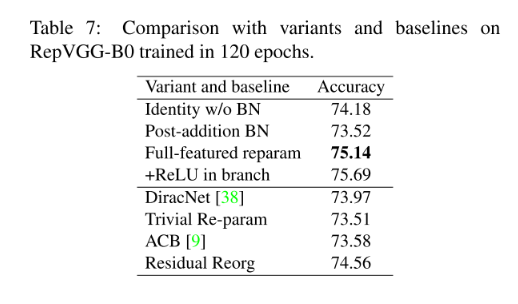 Table 7: Comparison with variants and baselines on
RepVGG-B0 trained in 120 epochs.
Variant and baseline Accuracy
Identity w/o BN 74.18
Post-addition BN 73.52
Full-featured reparam 75.14
+ReLU in branch 75.69
DiracNet [38] 73.97
Trivial Re-param 73.51
ACB [9] 73.58
Residual Reorg 74.56